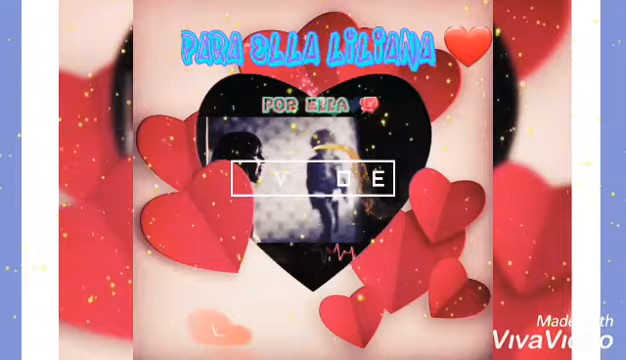 PARA ELLA LILIANA ❤️
POR ELLA
V D E
Made with
VivaVideo